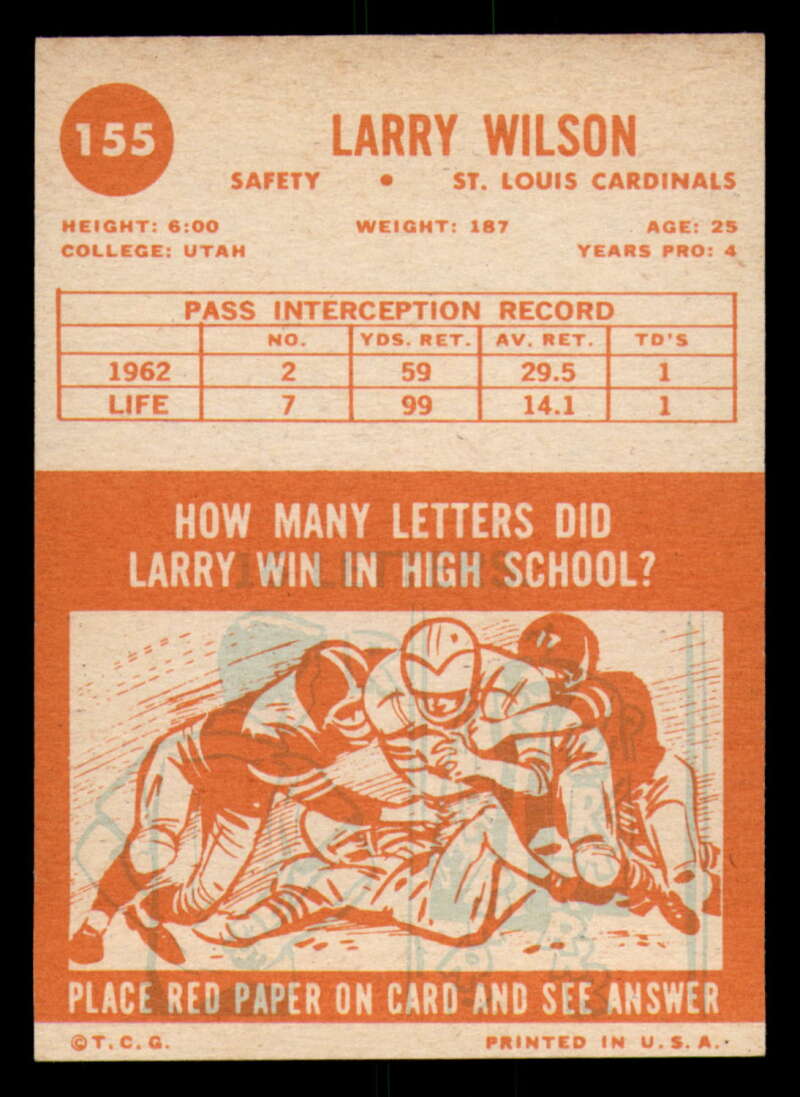 155
LARRY WILSON
SAFETY • ST. LOUIS CARDINALS
HEIGHT: 6:00 WEIGHT: 187 AGE: 25
COLLEGE: UTAH YEARS PRO: 4
PASS INTERCEPTION RECORD
NO. YDS. RET. AV. RET. TD'S
1962 2 59 29.5 1
LIFE 7 99 14.1 1
HOW MANY LETTERS DID
LARRY WIN IN HIGH SCHOOL?
LETTERS
PLACE RED PAPER ON CARD AND SEE ANSWER
©T.C.G. PRINTED IN U.S.A.